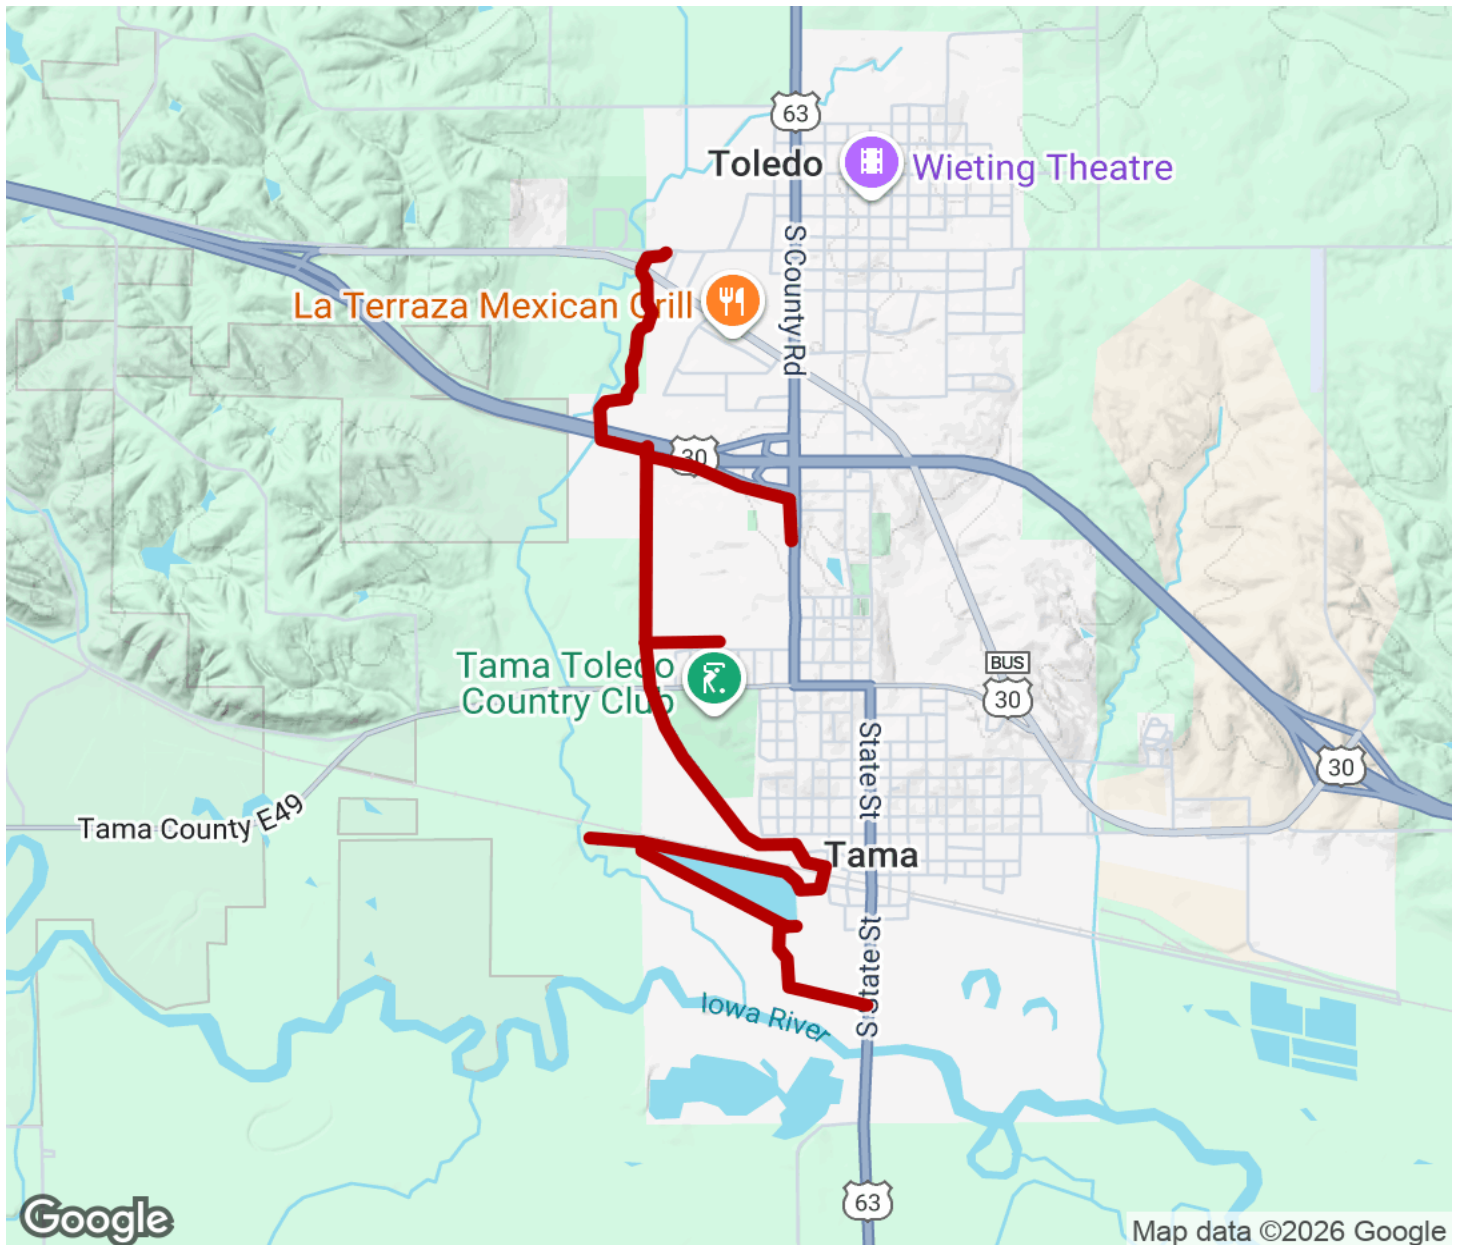 63
Toledo
Wieting Theatre
S County Rd
La Terraza Mexican Grill
30
Tama Toledo
Country Club
BUS
30
State St
30
Tama County E49
Tama
S State St
Iowa River
63
Google
Map data ©2026 Google